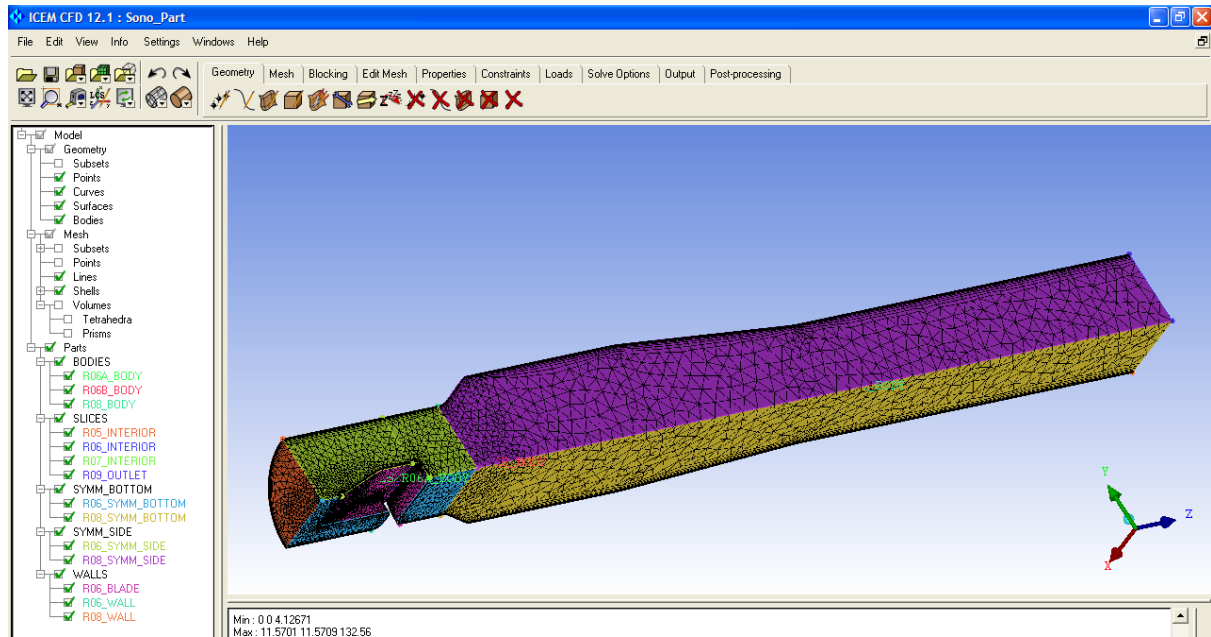 ICEM CFD 12.1 : Sono_Part
File Edit View Info Settings Windows Help
Geometry Mesh Blocking Edit Mesh Properties Constraints Loads Solve Options Output Post-processing
LCS
Model
Geometry
Subsets
Points
Curves
Surfaces
Bodies
Mesh
Subsets
Points
Lines
Shells
Volumes
Tetrahedra
Prisms
Parts
BODIES
R06A_BODY
R06B_BODY
R08_BODY
SLICES
R05_INTERIOR
R06_INTERIOR
R07_INTERIOR
R09_OUTLET
SYMM_BOTTOM
R06_SYMM_BOTTOM
R08_SYMM_BOTTOM
SYMM_SIDE
R06_SYMM_SIDE
R08_SYMM_SIDE
WALLS
R06_BLADE
R06_WALL
R08_WALL
Y
Z
X
Min : 0 0 4.12671
Max : 11.5701 11.5709 132.56